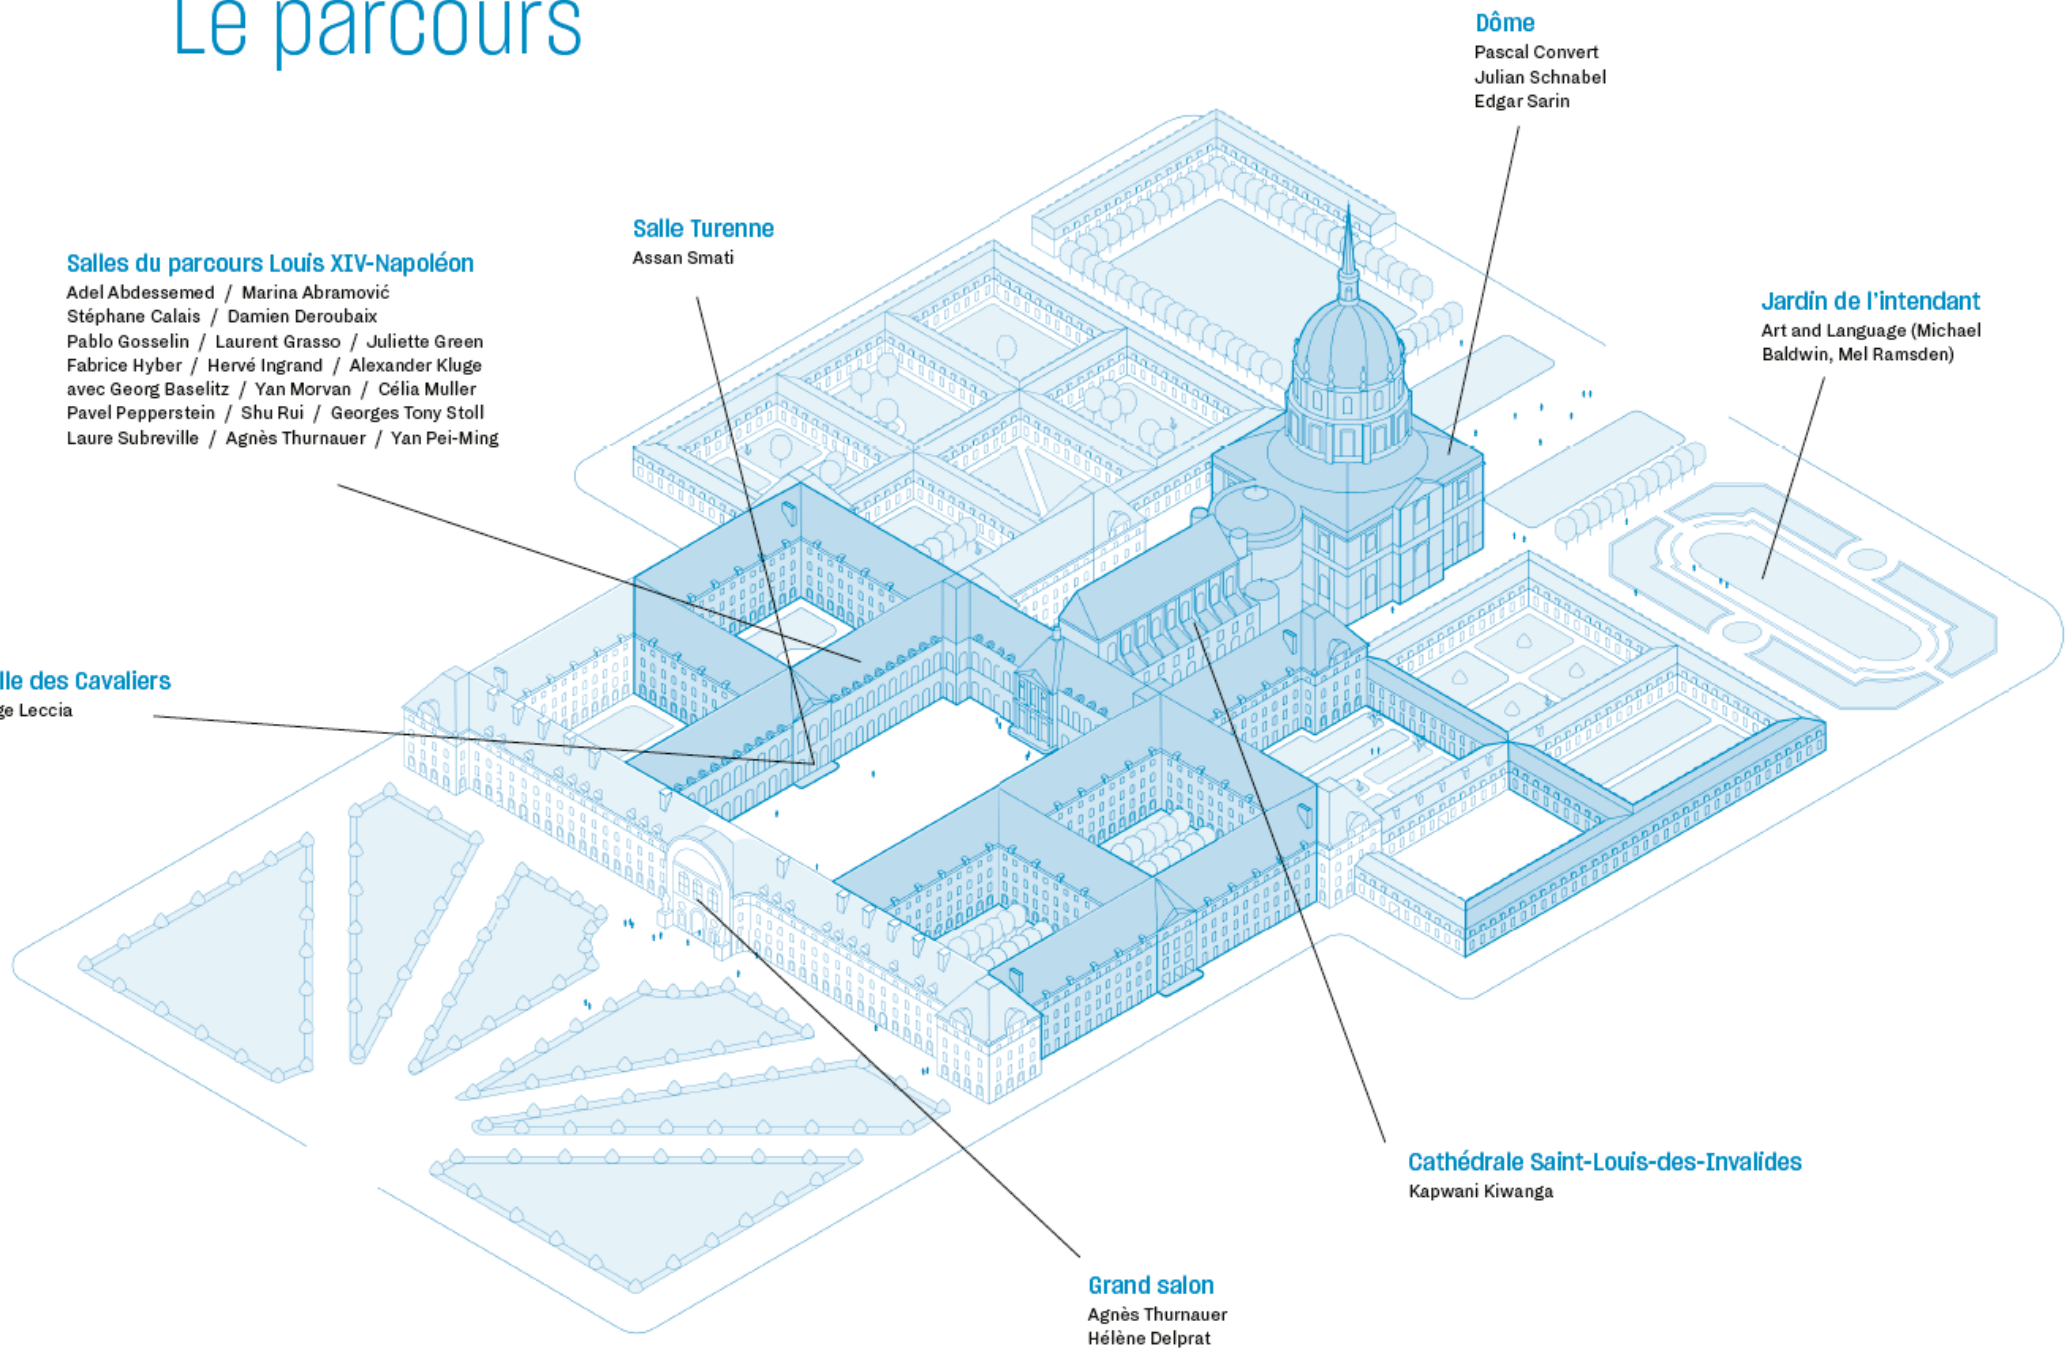 Le parcours
Dôme
Pascal Convert
Julian Schnabel
Edgar Sarin
Salle Turenne
Assan Smati
Salles du parcours Louis XIV-Napoléon
Adel Abdessemed / Marina Abramović
Stéphane Calais / Damien Deroubaix
Pablo Gosselin / Laurent Grasso / Juliette Green
Fabrice Hyber / Hervé Ingrand / Alexander Kluge
avec Georg Baselitz / Yan Morvan / Célia Muller
Pavel Pepperstein / Shu Rui / Georges Tony Stoll
Laure Subreville / Agnès Thurnauer / Yan Pei-Ming
Jardin de l'intendant
Art and Language (Michael
Baldwin, Mel Ramsden)
lle des Cavaliers
ge Leccia
Cathédrale Saint-Louis-des-Invalides
Kapwani Kiwanga
Grand salon
Agnès Thurnauer
Hélène Delprat